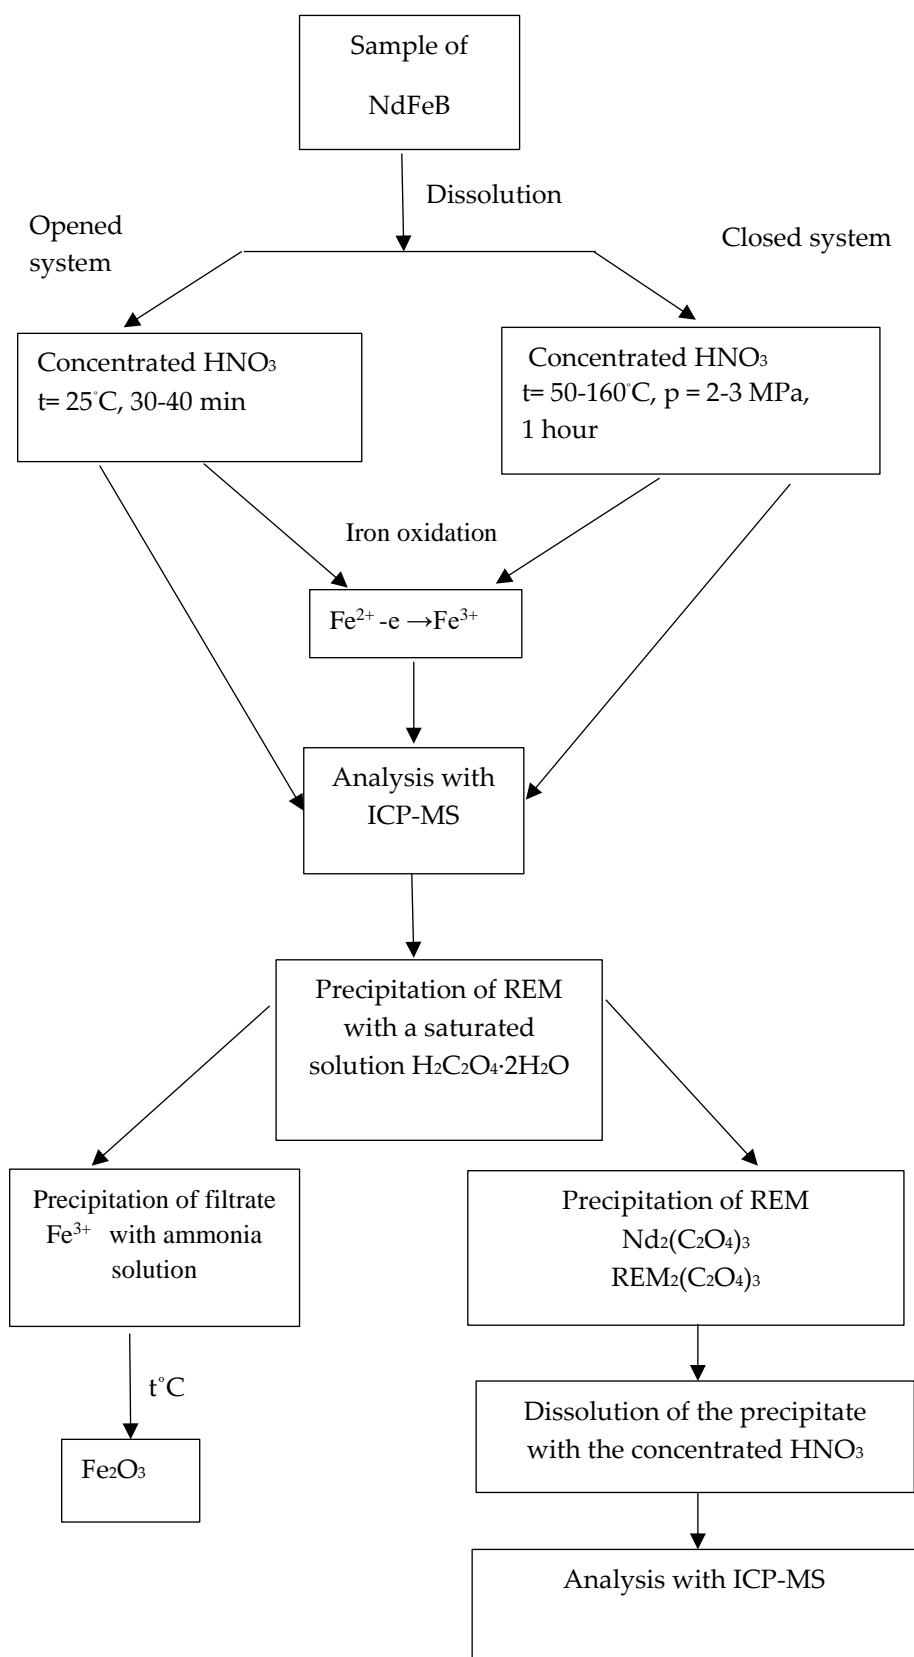 Sample of
NdFeB
Dissolution
Opened
system
Closed system
Concentrated HNO₃
t= 25°C, 30-40 min
Concentrated HNO₃
t= 50-160°C, p = 2-3 MPa,
1 hour
Iron oxidation
Fe²⁺ -e →Fe³⁺
Analysis with
ICP-MS
Precipitation of REM
with a saturated
solution H₂C₂O₄·2H₂O
Precipitation of filtrate
Fe³⁺ with ammonia
solution
Precipitation of REM
Nd₂(C₂O₄)₃
REM₂(C₂O₄)₃
t°C
Fe₂O₃
Dissolution of the precipitate
with the concentrated HNO₃
Analysis with ICP-MS